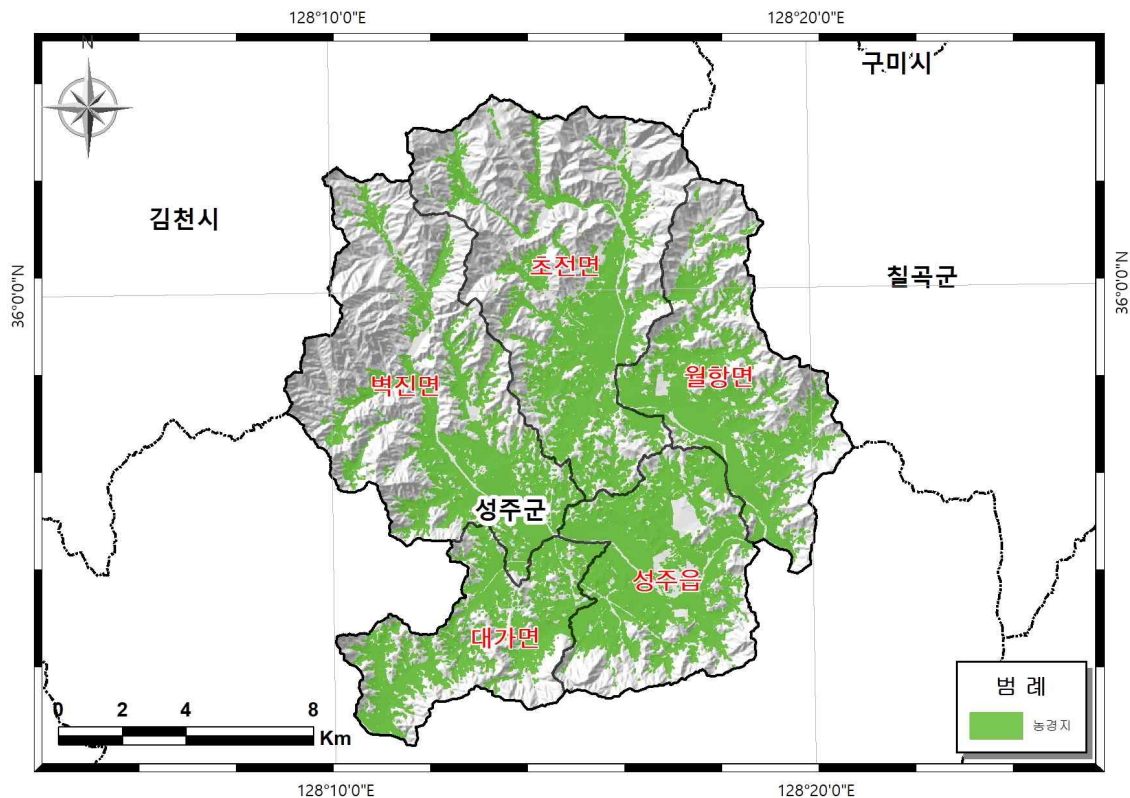 128°10'0"E
128°20'0"E
N
구미시
김천시
초전면
칠곡군
36°0'0"N
36°0'0"N
벽진면
월항면
성주군
성주읍
대가면
범 례
농경지
0 2 4 8
Km
128°10'0"E
128°20'0"E